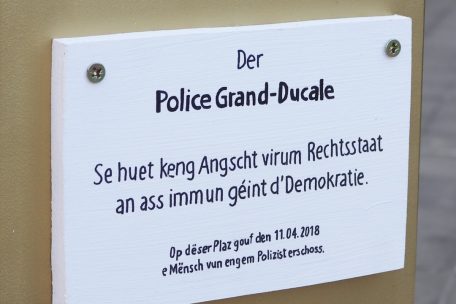 Der
Police Grand-Ducale
Se huet keng Angscht virum Rechtsstaat
an ass immun géint d'Demokratie.
Op dëser Plaz gouf den 11.04.2018
e Mënsch vun engem Polizist erschoss.